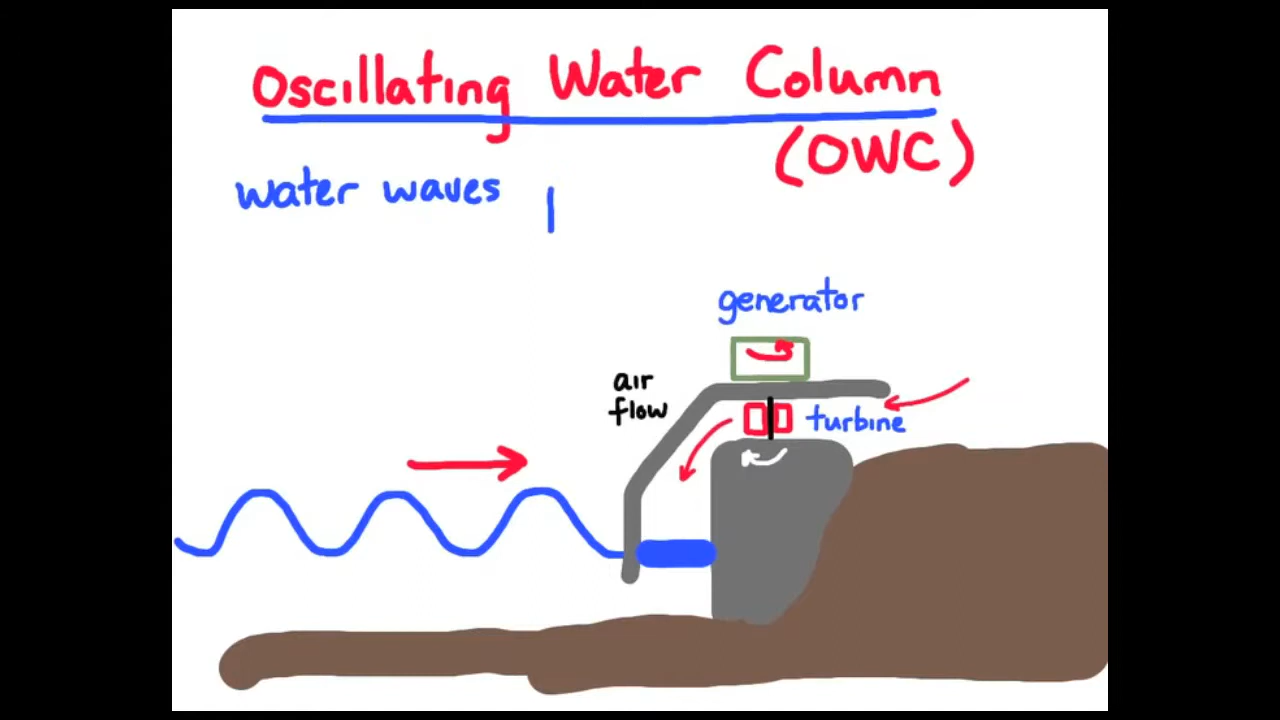 Oscillating Water Column
(OWC)
water waves
generator
air
flow
turbine